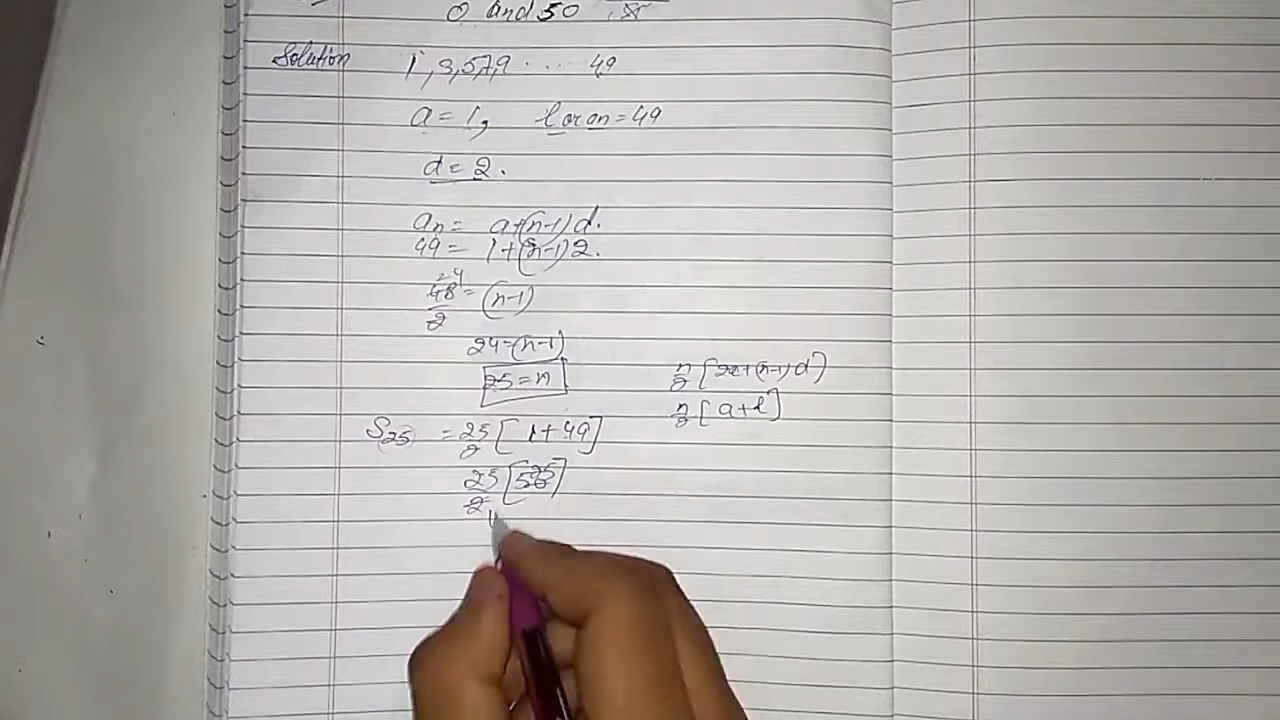 0 and 50
Solution 1, 3, 5, 7, 9 .... 49
a = 1, l or an = 49
d = 2.
an = a+(n-1)d.
49 = 1+(n-1)2.
24
48 = (n-1)
2
24=(n-1)
25=n
n/2 [2a+(n-1)d]
n/2 [a+l]
S25 = 25/2 [1+49]
25/2 [50] 25